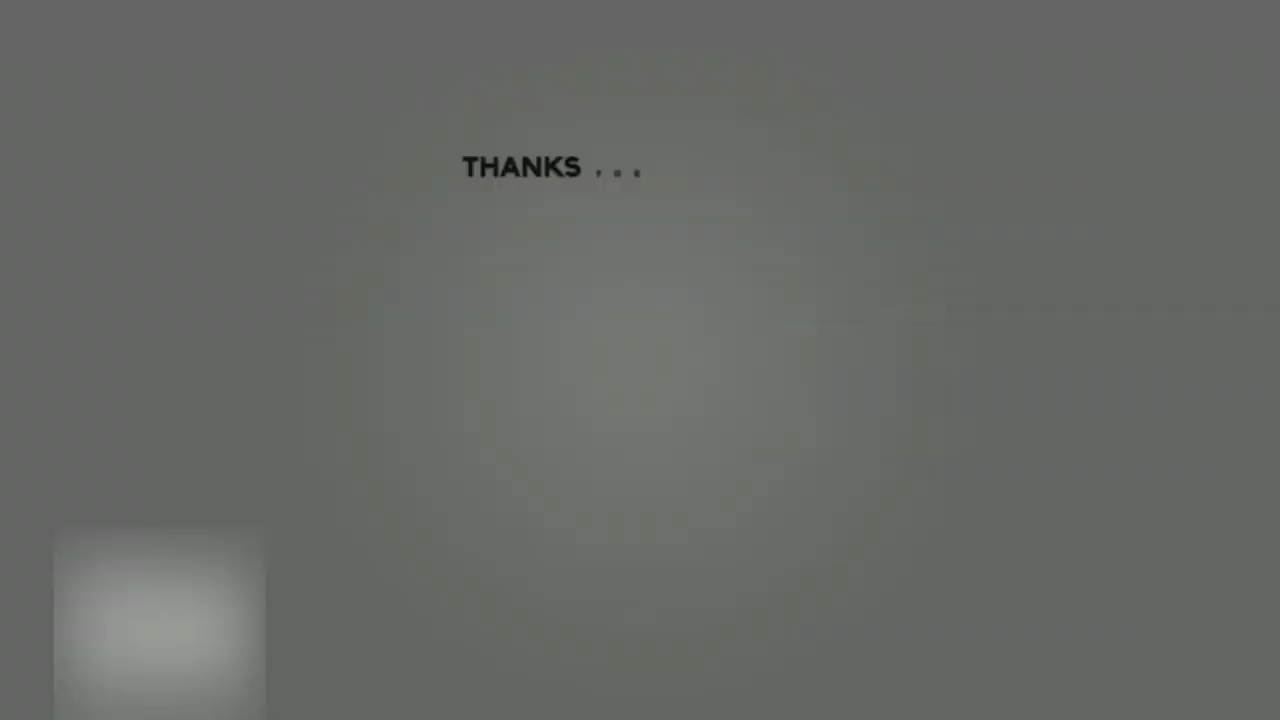 THANKS . . .